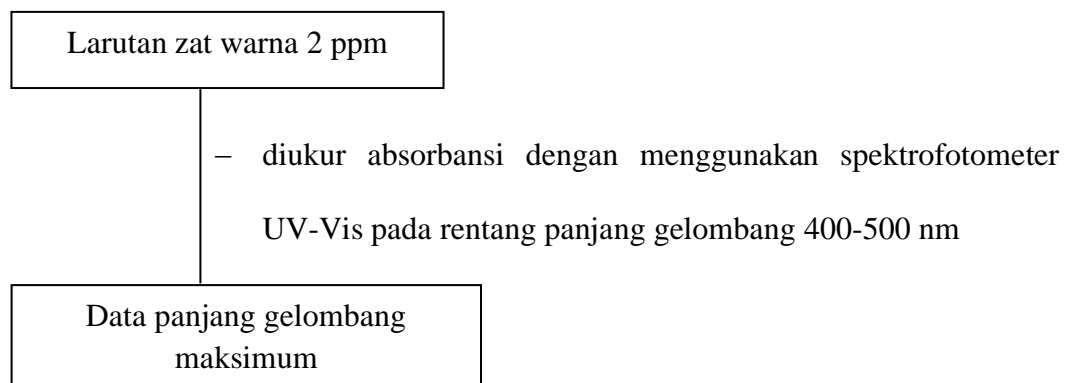 Larutan zat warna 2 ppm
– diukur absorbansi dengan menggunakan spektrofotometer
UV-Vis pada rentang panjang gelombang 400-500 nm
Data panjang gelombang
maksimum